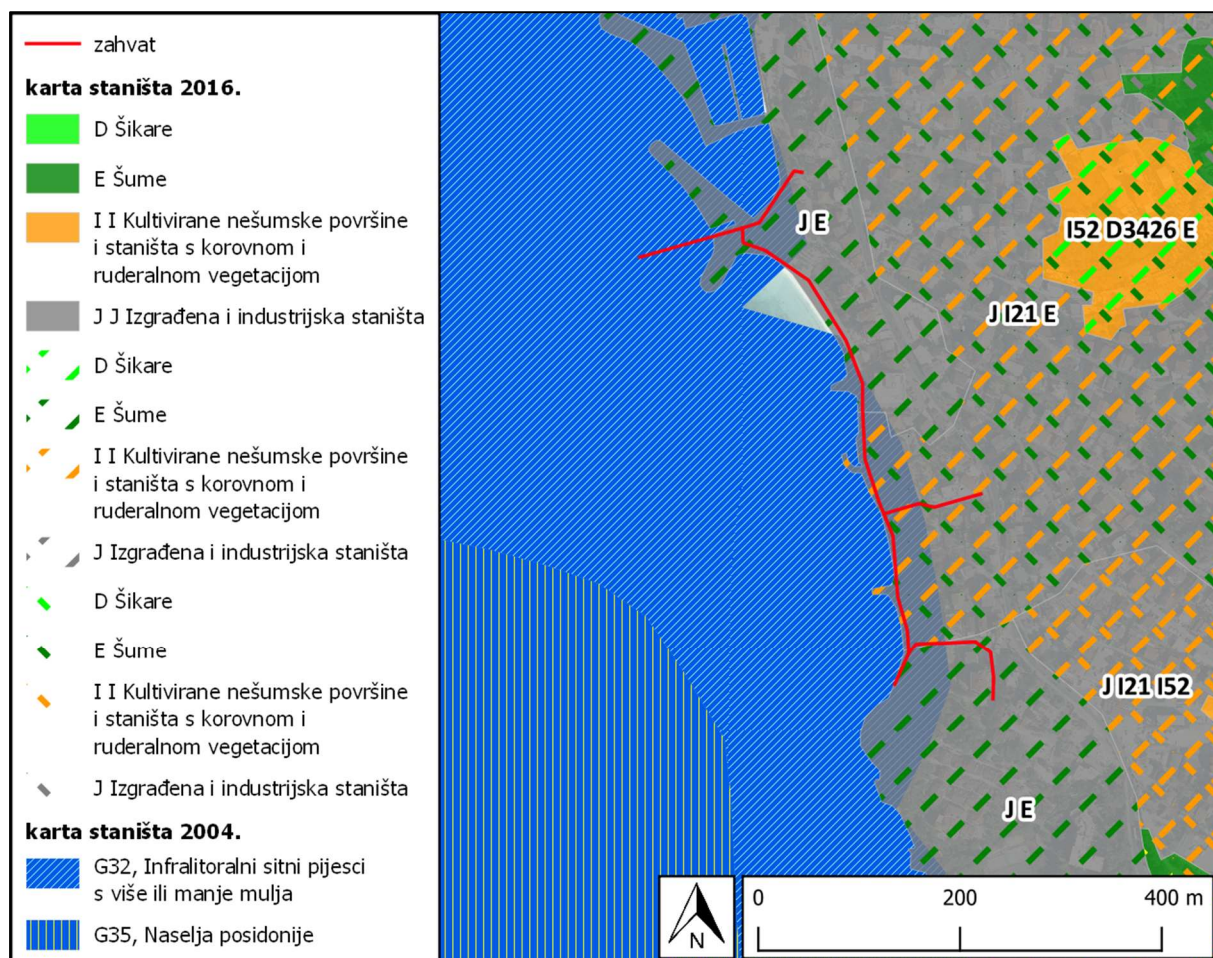 zahvat
karta staništa 2016.
D Šikare
E Šume
I I Kultivirane nešumske površine
i staništa s korovnom i
ruderalnom vegetacijom
J J Izgrađena i industrijska staništa
D Šikare
E Šume
I I Kultivirane nešumske površine
i staništa s korovnom i
ruderalnom vegetacijom
J Izgrađena i industrijska staništa
D Šikare
E Šume
I I Kultivirane nešumske površine
i staništa s korovnom i
ruderalnom vegetacijom
J Izgrađena i industrijska staništa
karta staništa 2004.
G32, Infralitoralni sitni pijesci
s više ili manje mulja
G35, Naselja posidonije
J E
I52 D3426 E
J I21 E
J I21 I52
J E
N
0 200 400 m